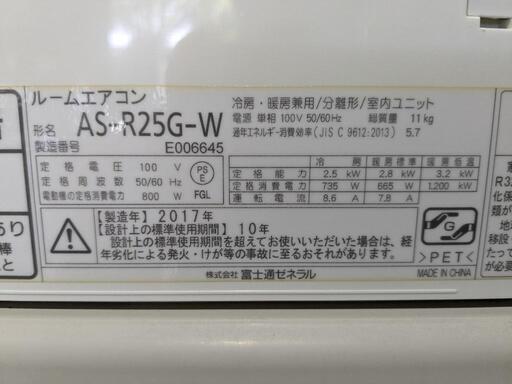 ルームエアコン
形名 AS-R25G-W
製造番号 E006645
冷房・暖房兼用/分離形/室内ユニット
電源 単相 100V 50/60Hz 総質量 11kg
通年エネルギー消費効率(JIS C 9612-2013) 5.7
定格電圧 100 V
定格周波数 50/60 Hz
電動機の定格消費電力 800 W
PS
E
FGL
冷房 暖房標準 暖房低温
定格能力 2.5 kW 2.8 kW 3.2 kW
定格消費電力 735 W 665 W 1,200 kW
運転電流 8.6 A 7.8 A
【製造年】2017年
【設計上の標準使用期間】10年
設計上の標準使用期間を超えてお使いいただいた場合は、経
年劣化による発火・けが等の事故に至るおそれがあります。
G
>PET<
株式会社 富士通ゼネラル
MADE IN CHINA